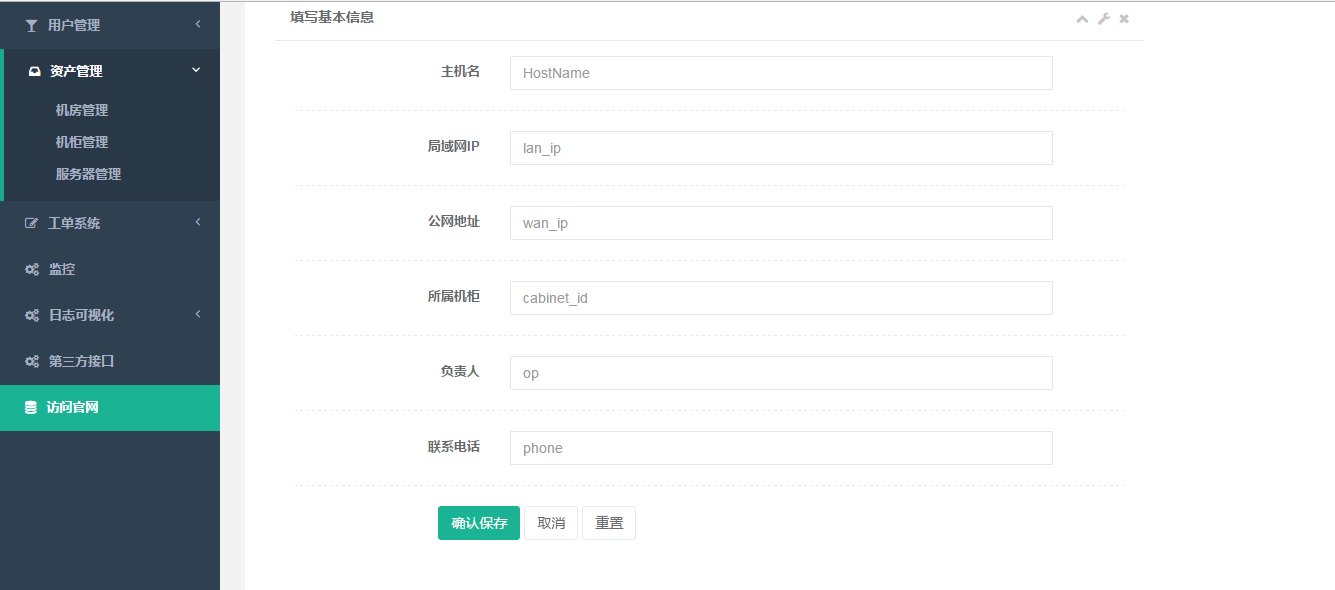 用户管理
资产管理
机房管理
机柜管理
服务器管理
工单系统
监控
日志可视化
第三方接口
访问官网
填写基本信息
主机名 HostName
局域网IP lan_ip
公网地址 wan_ip
所属机柜 cabinet_id
负责人 op
联系电话 phone
确认保存 取消 重置